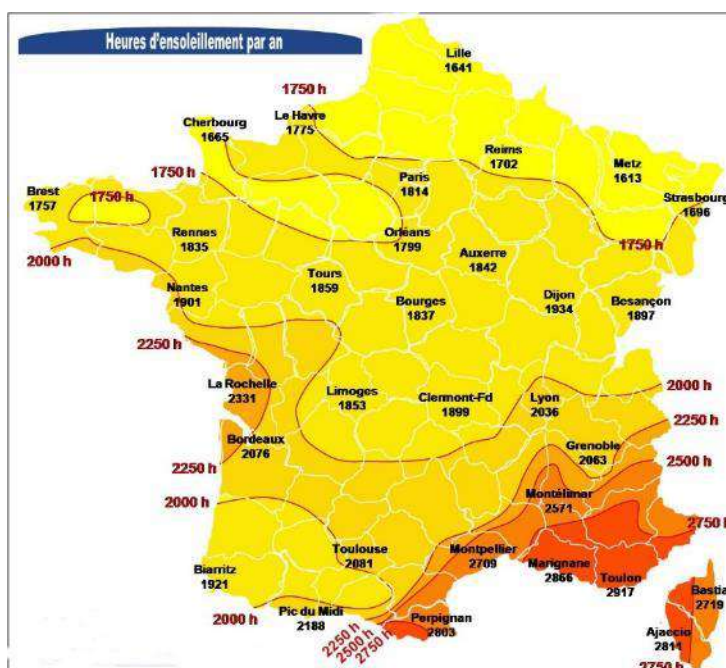 Heures d'ensoleillement par an
Lille
1641
1750 h
Le Havre
1775
Cherbourg
1665
Reims
1702
Metz
1613
1750 h
Paris
1814
Strasbourg
1696
Brest
1757
1750 h
Rennes
1835
Orléans
1799
1750 h
2000 h
Auxerre
1842
Tours
1859
Nantes
1901
Bourges
1837
Dijon
1934
Besançon
1897
2250 h
La Rochelle
2331
Limoges
1853
Clermont-Fd
1899
Lyon
2036
2000 h
2250 h
Bordeaux
2076
Grenoble
2063
2250 h
2500 h
Montélimar
2571
2000 h
2750 h
Toulouse
2081
Montpellier
2709
Marignane
2866
Toulon
2917
Biarritz
1921
Bastia
2719
2000 h
Pic du Midi
2188
Perpignan
2803
Ajaccio
2811
2250 h
2500 h
2750 h
2750 h